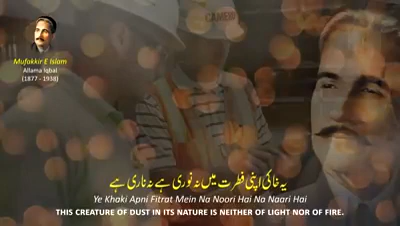 Mufakkir E Islam
Allama Iqbal
(1877 - 1938)
یہ خاکی اپنی فطرت میں نہ نوری ہے نہ ناری ہے
Ye Khaki Apni Fitrat Mein Na Noori Hai Na Naari Hai
THIS CREATURE OF DUST IN ITS NATURE IS NEITHER OF LIGHT NOR OF FIRE.